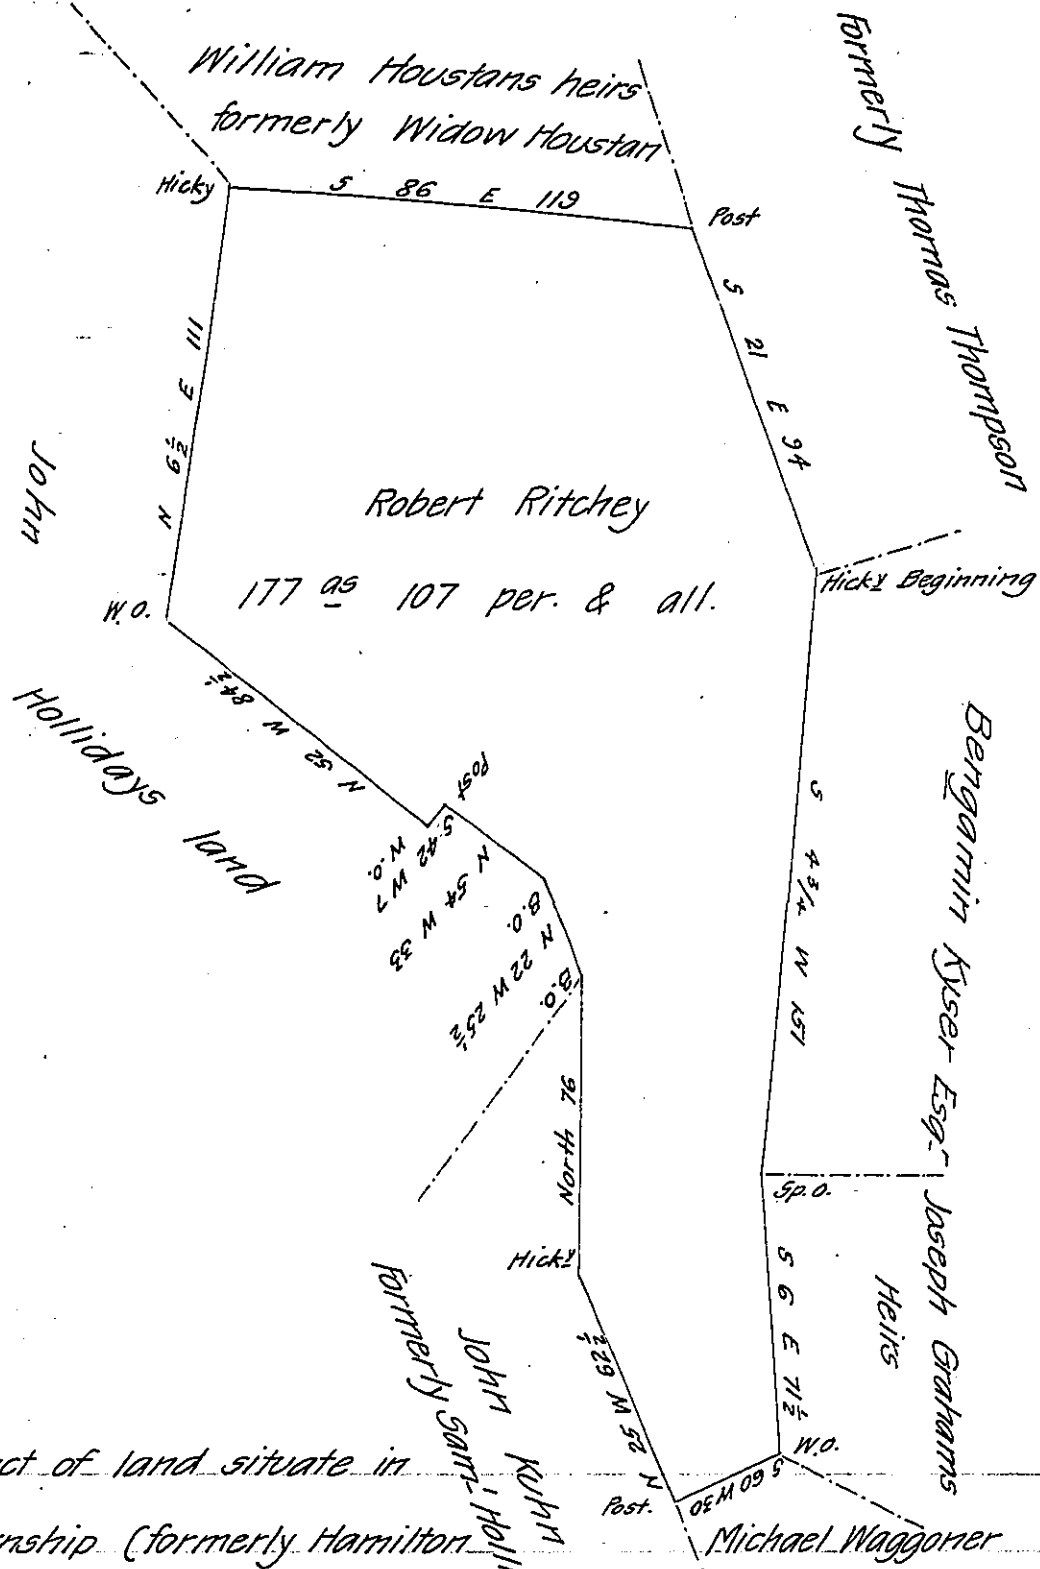 William Houstans heirs
formerly Widow Houstan
formerly Thomas Thompson
Hicky
S 86 E 119
Post
S 21 E 94
N 6½ E 111
John
Robert Ritchey
177 as 107 per. & all.
Hicky Beginning
W.O.
N 52 W 84½
Hollidays land
Post
S 42 W 7
W.O.
N 54 W 33
B.O.
N 22 W 25½
B.O.
S 4¾ W 157
Bengamin Kyser Esqr
North 76
Sp.O.
Joseph Grahams
Heirs
Hicky
S 6 E 71½
N 25 W 62½
John Kuhn
formerly Saml. Holl
W.O.
S 60 W 30
Post.
Michael Waggoner
ct of land situate in
nship (formerly Hamilton